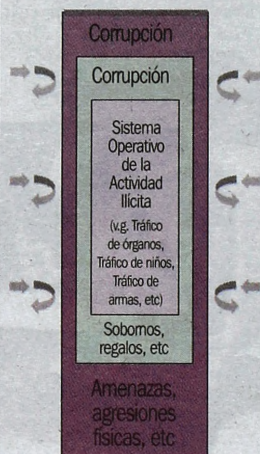 Corrupción
Corrupción
Sistema
Operativo
de la
Actividad
Ilícita
(v.g. Tráfico
de órganos,
Tráfico de niños,
Tráfico de
armas, etc)
Sobornos,
regalos, etc
Amenazas,
agresiones
físicas, etc